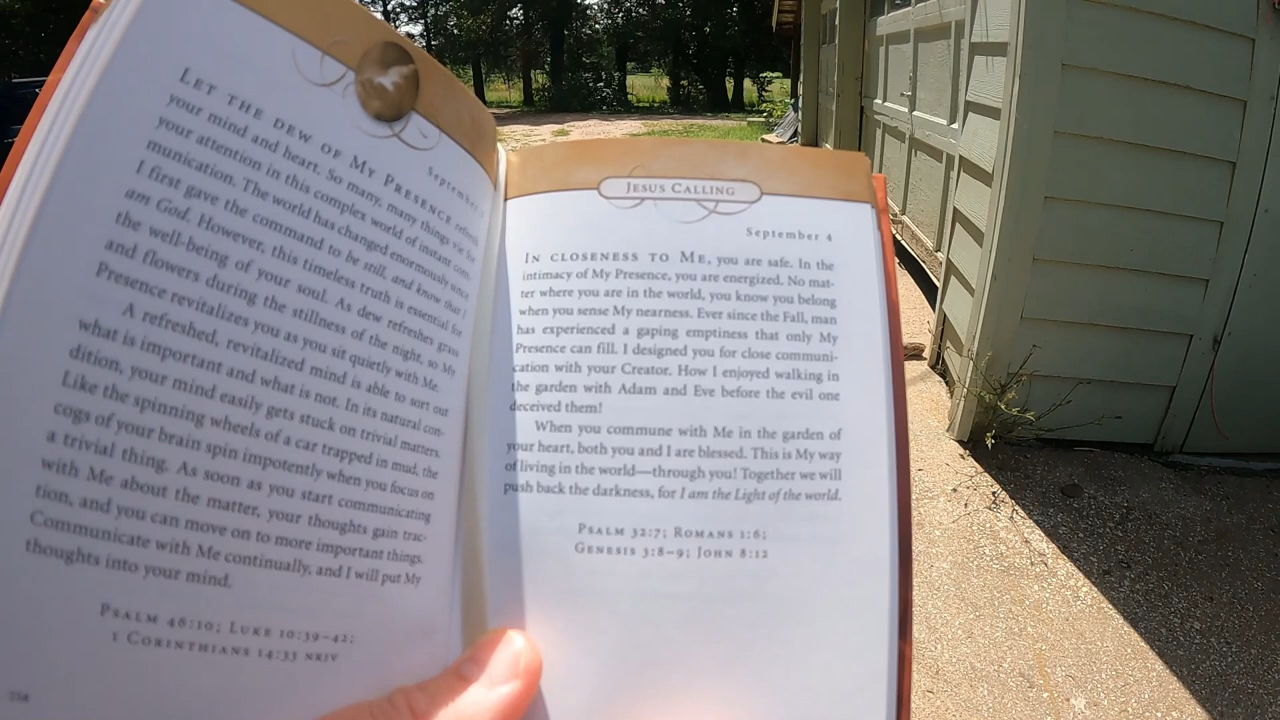 September
LET THE DEW OF MY PRESENCE refresh
your mind and heart. So many, many things vie for
your attention in this complex world of instant com-
munication. The world has changed enormously since
I first gave the command to be still, and know that I
am God. However, this timeless truth is essential for
the well-being of your soul. As dew refreshes grass
and flowers during the stillness of the night, so My
Presence revitalizes you as you sit quietly with Me.
A refreshed, revitalized mind is able to sort out
what is important and what is not. In its natural con-
dition, your mind easily gets stuck on trivial matters.
Like the spinning wheels of a car trapped in mud, the
cogs of your brain spin impotently when you focus on
a trivial thing. As soon as you start communicating
with Me about the matter, your thoughts gain trac-
tion, and you can move on to more important things.
Communicate with Me continually, and I will put My
thoughts into your mind.
PSALM 46:10; LUKE 10:39–42;
1 CORINTHIANS 14:33 NKJV
JESUS CALLING
September 4
IN CLOSENESS TO ME, you are safe. In the
intimacy of My Presence, you are energized. No mat-
ter where you are in the world, you know you belong
when you sense My nearness. Ever since the Fall, man
has experienced a gaping emptiness that only My
Presence can fill. I designed you for close communi-
cation with your Creator. How I enjoyed walking in
the garden with Adam and Eve before the evil one
deceived them!
When you commune with Me in the garden of
your heart, both you and I are blessed. This is My way
of living in the world—through you! Together we will
push back the darkness, for I am the Light of the world.
PSALM 32:7; ROMANS 1:6;
GENESIS 3:8–9; JOHN 8:12